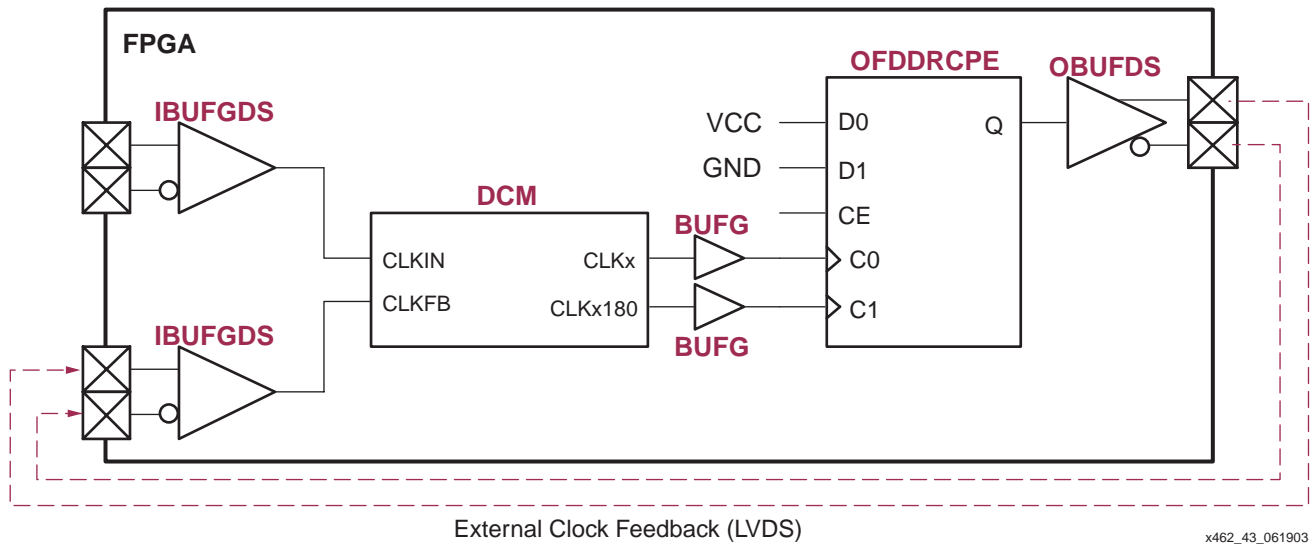 FPGA
IBUFGDS
IBUFGDS
DCM
CLKIN
CLKFB
CLKx
CLKx180
BUFG
BUFG
VCC
GND
OFDDRCPE
D0
D1
CE
C0
C1
Q
OBUFDS
External Clock Feedback (LVDS)
x462_43_061903